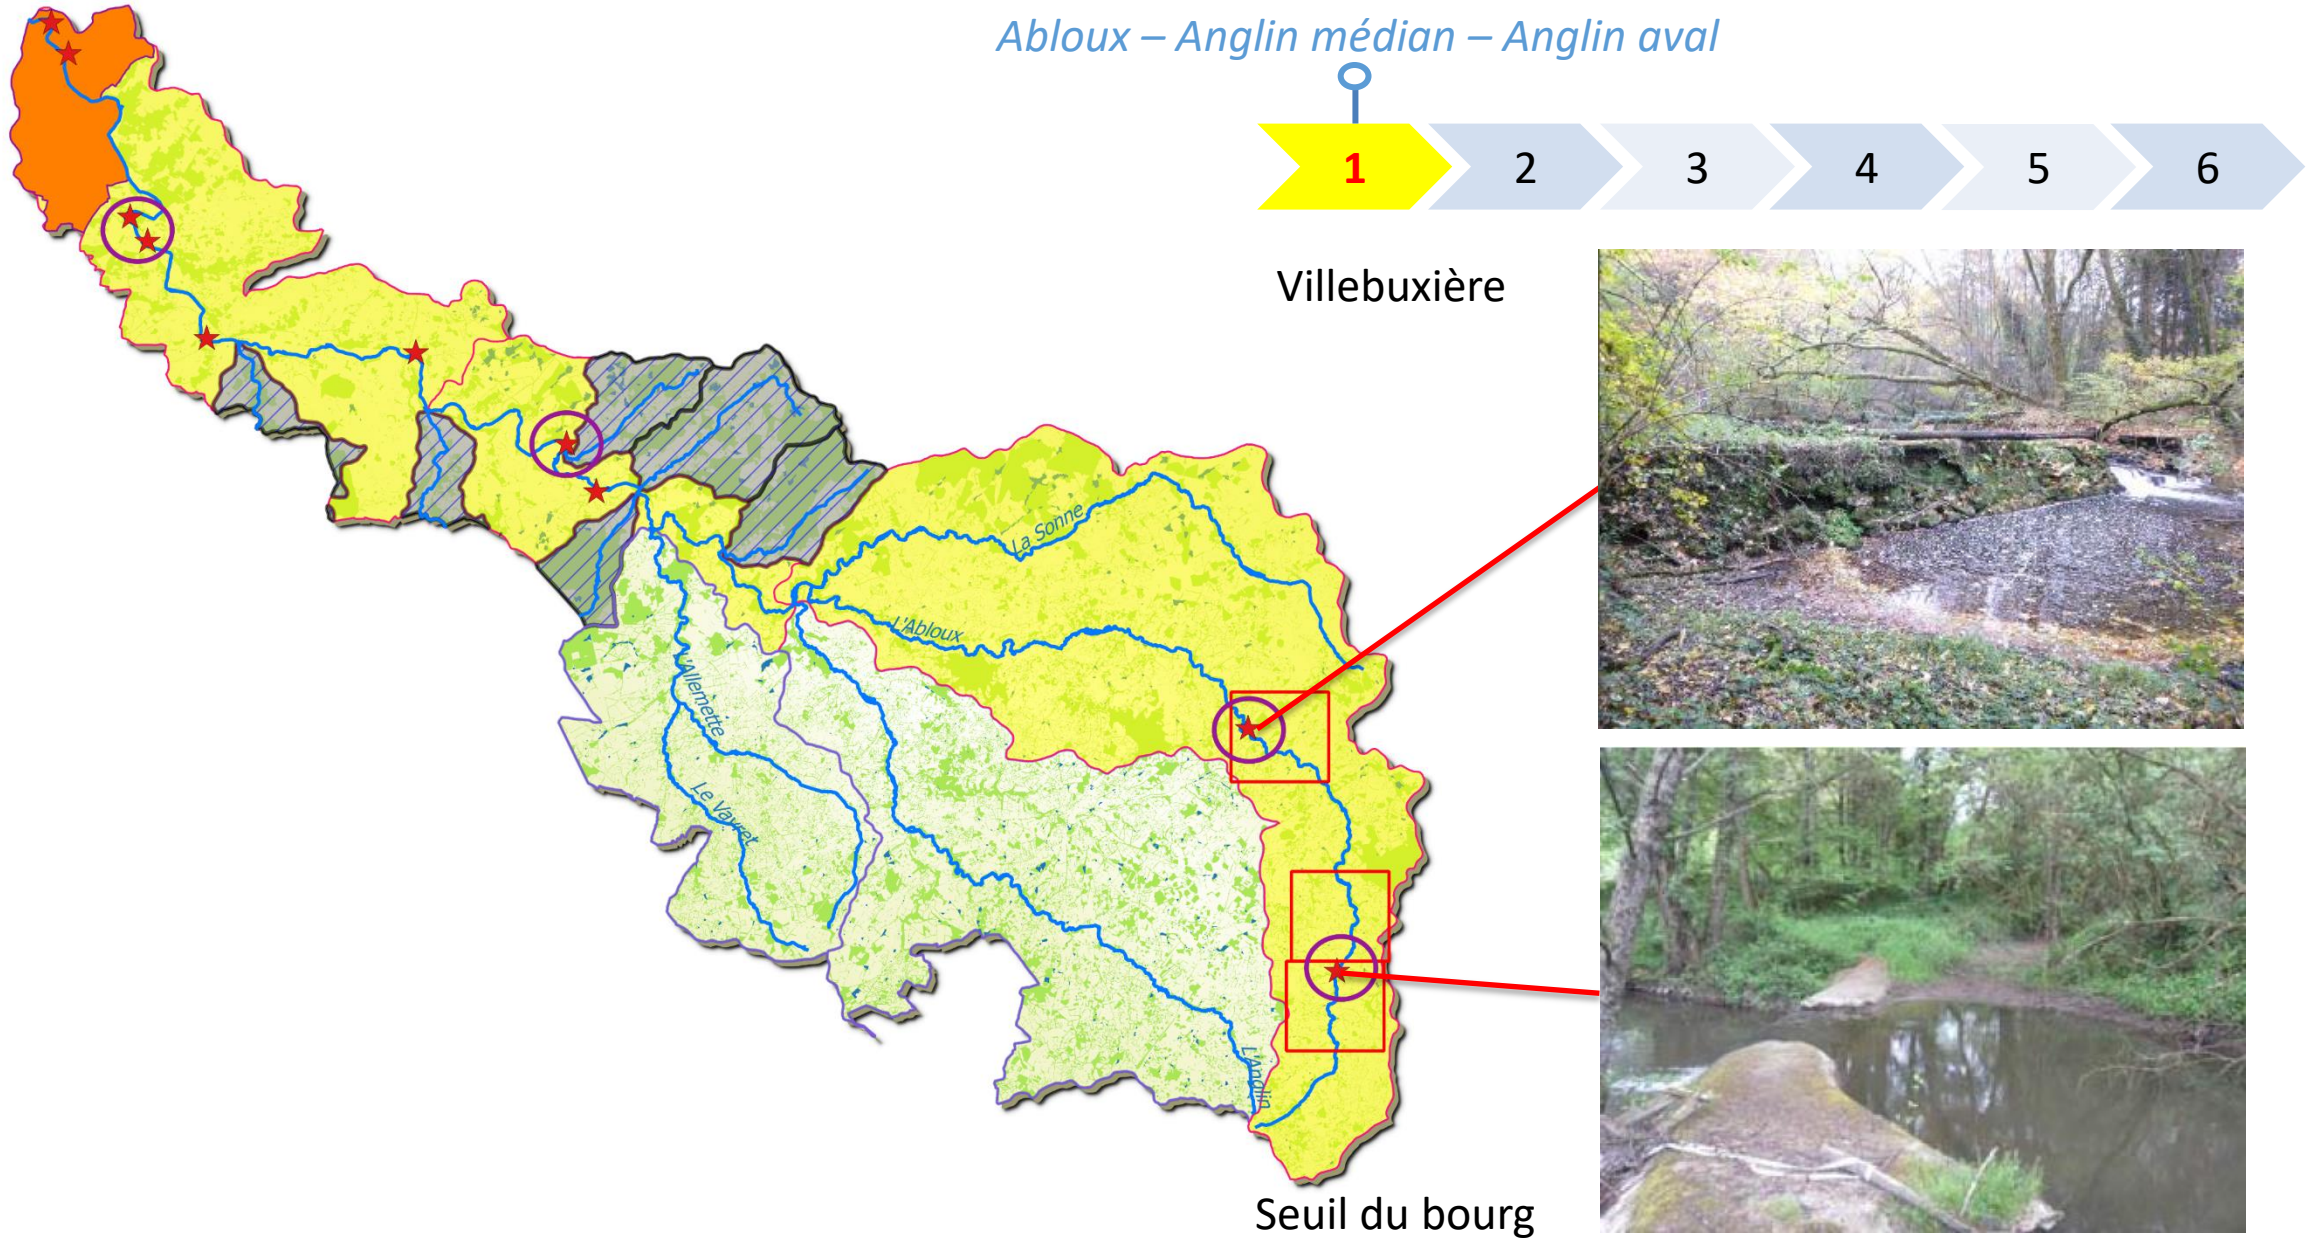 Abloux – Anglin médian – Anglin aval
1 2 3 4 5 6
Villebuxière
La Sonne
L'Abloux
L'Allemette
Le Vavret
L'Anglin
Seuil du bourg